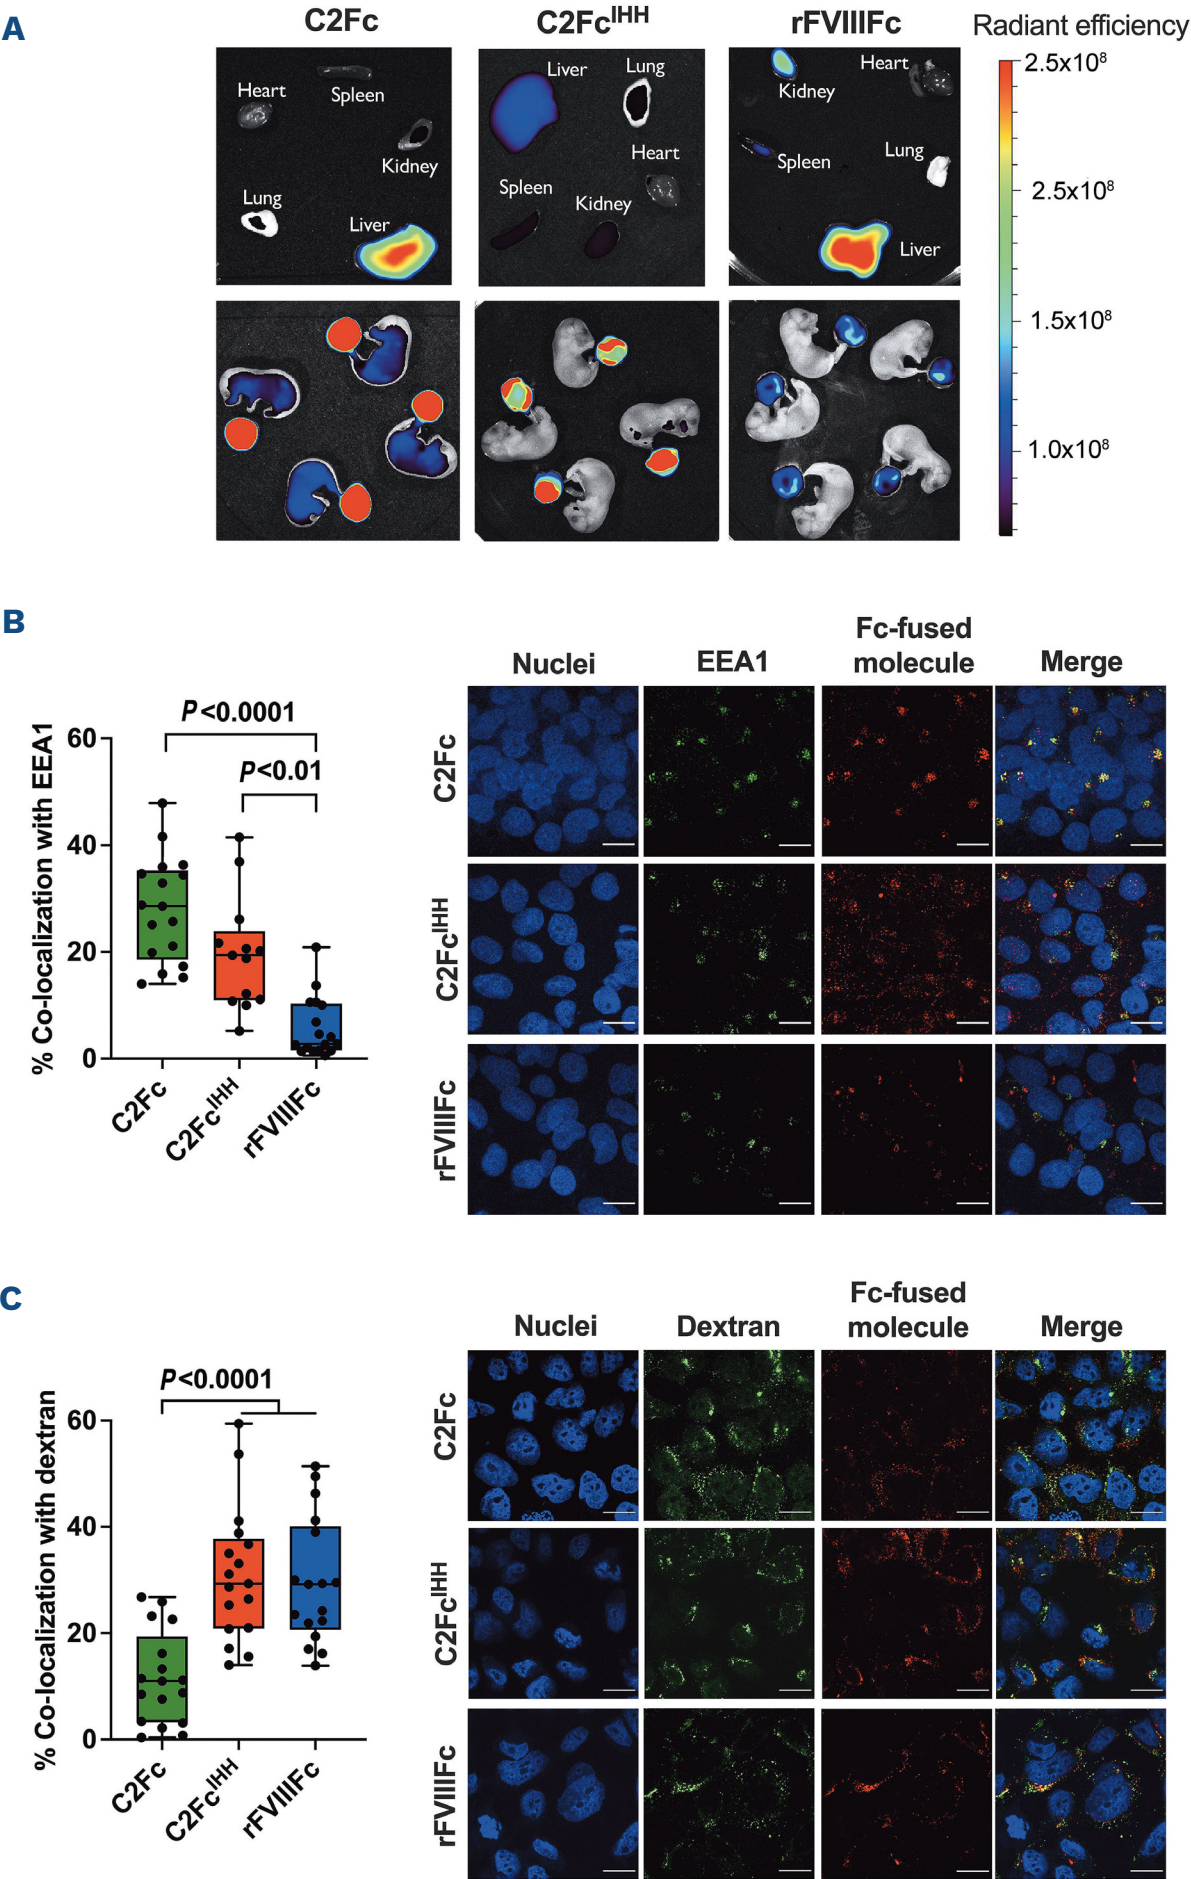 A
C2Fc
C2Fc^IHH
rFVIIIFc
Radiant efficiency
Heart
Spleen
Kidney
Lung
Liver
Liver
Lung
Heart
Spleen
Kidney
Kidney
Heart
Spleen
Lung
Liver
2.5x10^8
2.5x10^8
1.5x10^8
1.0x10^8
B
% Co-localization with EEA1
60
40
20
0
P<0.0001
P<0.01
C2Fc
C2Fc^IHH
rFVIIIFc
Nuclei
EEA1
Fc-fused
molecule
Merge
C2Fc
C2Fc^IHH
rFVIIIFc
C
% Co-localization with dextran
60
40
20
0
P<0.0001
C2Fc
C2Fc^IHH
rFVIIIFc
Nuclei
Dextran
Fc-fused
molecule
Merge
C2Fc
C2Fc^IHH
rFVIIIFc